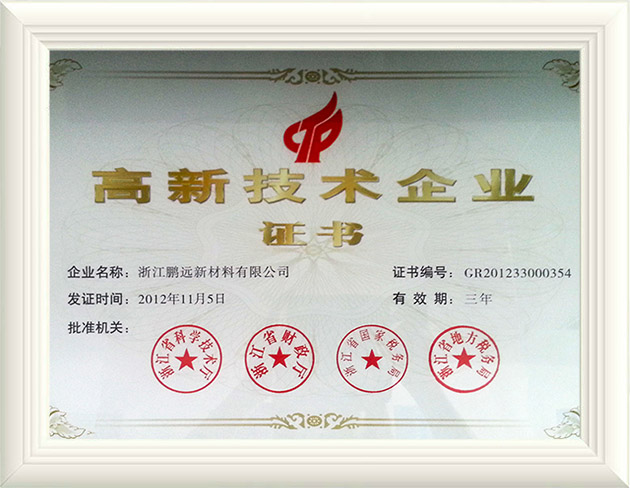 高新技术企业
证书
企业名称：浙江鹏远新材料有限公司
证书编号：GR201233000354
发证时间：2012年11月5日
有效期：三年
批准机关：
浙江省科学技术厅
浙江省财政厅
浙江省国家税务局
浙江省地方税务局